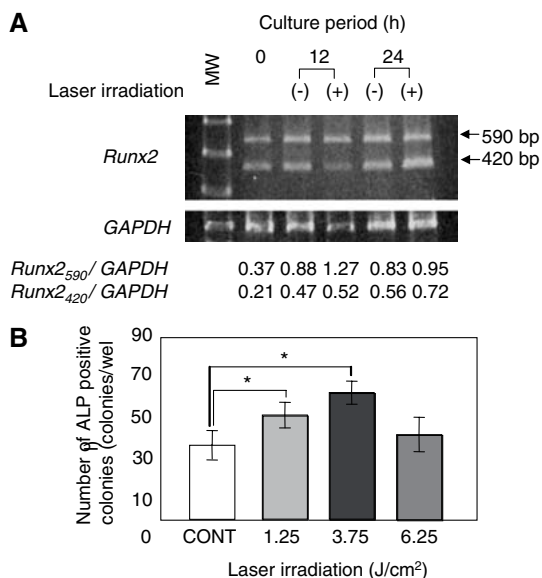 A
Culture period (h)
MW 0 12 24
Laser irradiation (-) (+) (-) (+)
Runx2
590 bp
420 bp
GAPDH
Runx2590/ GAPDH 0.37 0.88 1.27 0.83 0.95
Runx2420/ GAPDH 0.21 0.47 0.52 0.56 0.72
B
Number of ALP positive
colonies (colonies/wel
l)
90
70
50
30
10
0
* *
CONT 1.25 3.75 6.25
Laser irradiation (J/cm2)